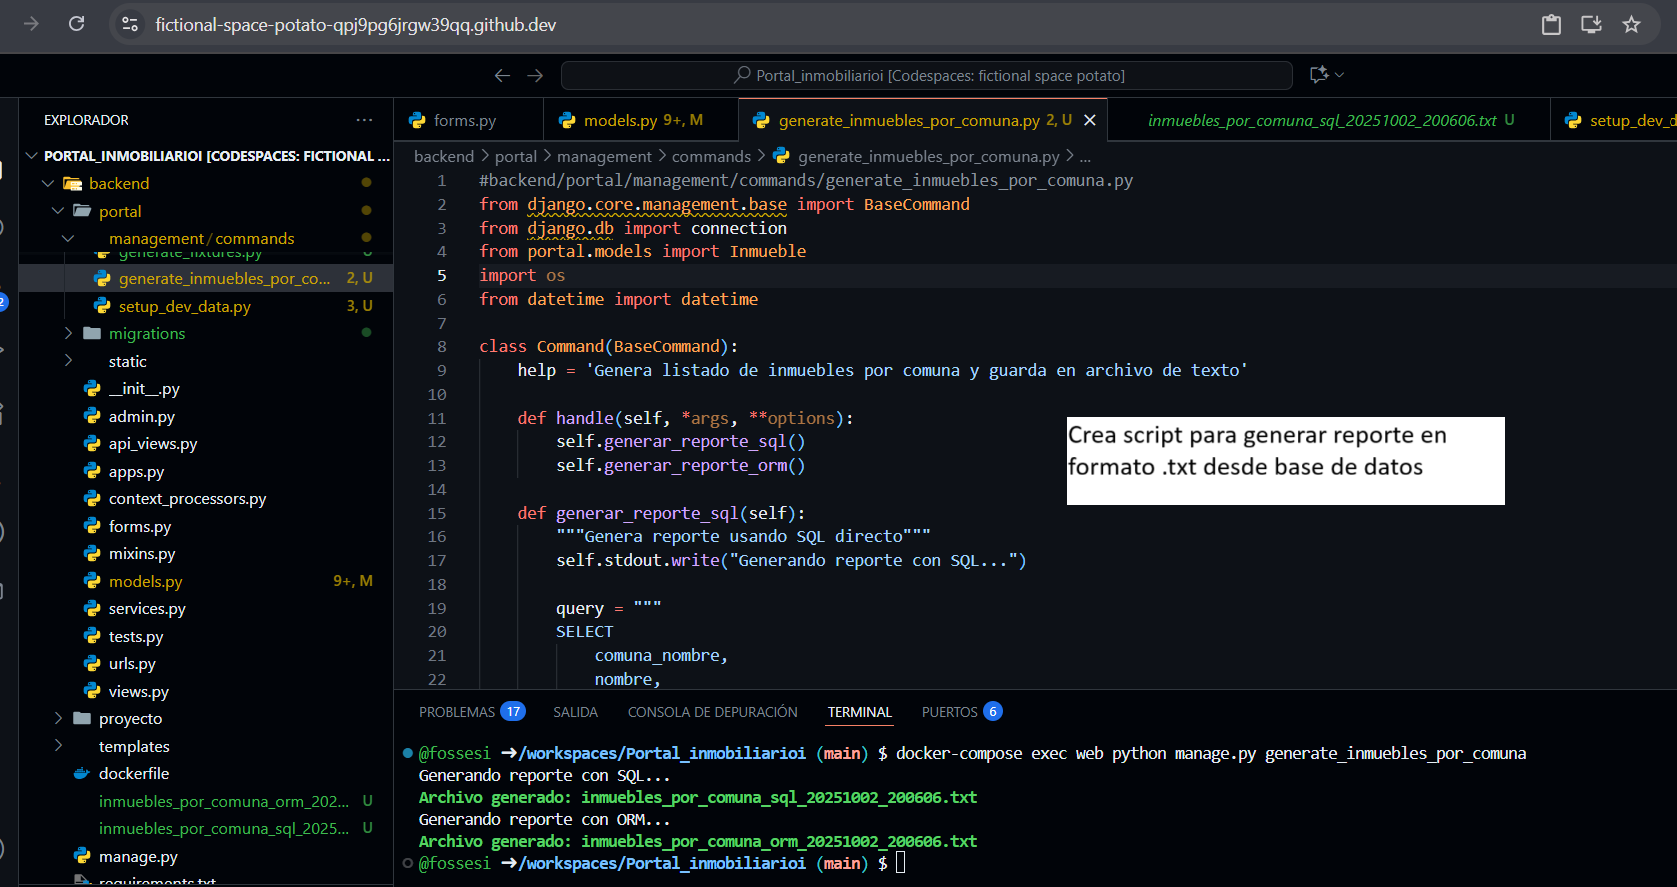 fictional-space-potato-qpj9pg6jrgw39qq.github.dev
Portal_inmobiliarioi [Codespaces: fictional space potato]
EXPLORADOR ...
PORTAL_INMOBILIARIOI [CODESPACES: FICTIONAL ...
backend
portal
management / commands
generate_fixtures.py U
generate_inmuebles_por_co... 2, U
setup_dev_data.py 3, U
migrations
static
__init__.py
admin.py
api_views.py
apps.py
context_processors.py
forms.py
mixins.py
models.py 9+, M
services.py
tests.py
urls.py
views.py
proyecto
templates
dockerfile
inmuebles_por_comuna_orm_202... U
inmuebles_por_comuna_sql_2025... U
manage.py
requirements.txt
forms.py
models.py 9+, M
generate_inmuebles_por_comuna.py 2, U
inmuebles_por_comuna_sql_20251002_200606.txt U
setup_dev_d
backend > portal > management > commands > generate_inmuebles_por_comuna.py > ...
1 #backend/portal/management/commands/generate_inmuebles_por_comuna.py
2 from django.core.management.base import BaseCommand
3 from django.db import connection
4 from portal.models import Inmueble
5 import os
6 from datetime import datetime
7
8 class Command(BaseCommand):
9 help = 'Genera listado de inmuebles por comuna y guarda en archivo de texto'
10
11 def handle(self, *args, **options):
12 self.generar_reporte_sql()
13 self.generar_reporte_orm()
14
15 def generar_reporte_sql(self):
16 """Genera reporte usando SQL directo"""
17 self.stdout.write("Generando reporte con SQL...")
18
19 query = """
20 SELECT
21 comuna_nombre,
22 nombre,
Crea script para generar reporte en
formato .txt desde base de datos
PROBLEMAS 17 SALIDA CONSOLA DE DEPURACIÓN TERMINAL PUERTOS 6
@fossesi ➜/workspaces/Portal_inmobiliarioi (main) $ docker-compose exec web python manage.py generate_inmuebles_por_comuna
Generando reporte con SQL...
Archivo generado: inmuebles_por_comuna_sql_20251002_200606.txt
Generando reporte con ORM...
Archivo generado: inmuebles_por_comuna_orm_20251002_200606.txt
@fossesi ➜/workspaces/Portal_inmobiliarioi (main) $